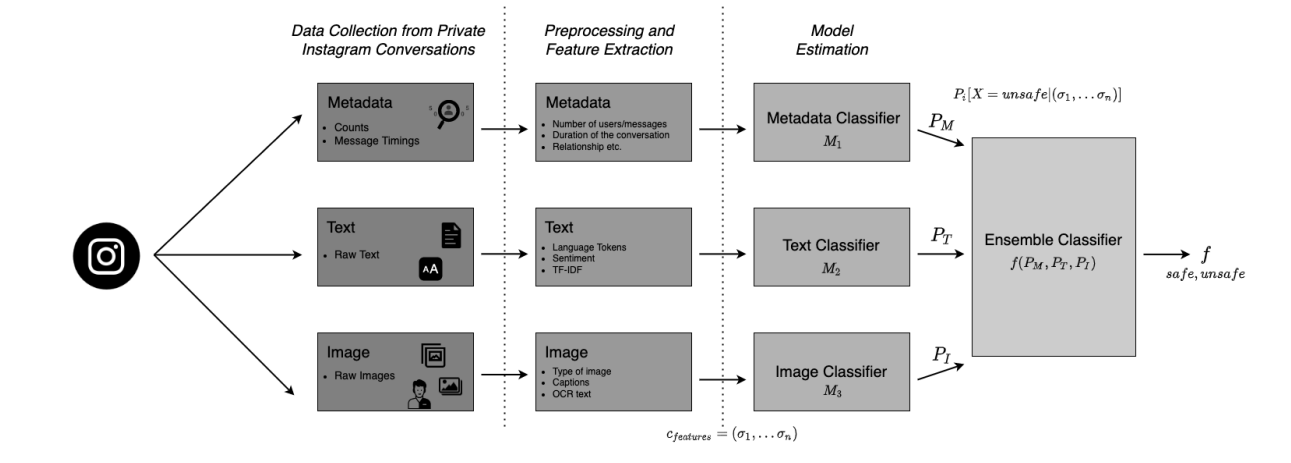 Data Collection from Private
Instagram Conversations
Preprocessing and
Feature Extraction
Model
Estimation
Metadata
• Counts
• Message Timings
Metadata
• Number of users/messages
• Duration of the conversation
• Relationship etc.
Metadata Classifier
M₁
P_M
P_i[X = unsafe|(σ₁, … σₙ)]
Text
• Raw Text
AA
Text
• Language Tokens
• Sentiment
• TF-IDF
Text Classifier
M₂
P_T
Ensemble Classifier
f(P_M, P_T, P_I)
f
safe, unsafe
Image
• Raw Images
Image
• Type of image
• Captions
• OCR text
Image Classifier
M₃
P_I
c_features = (σ₁, … σₙ)